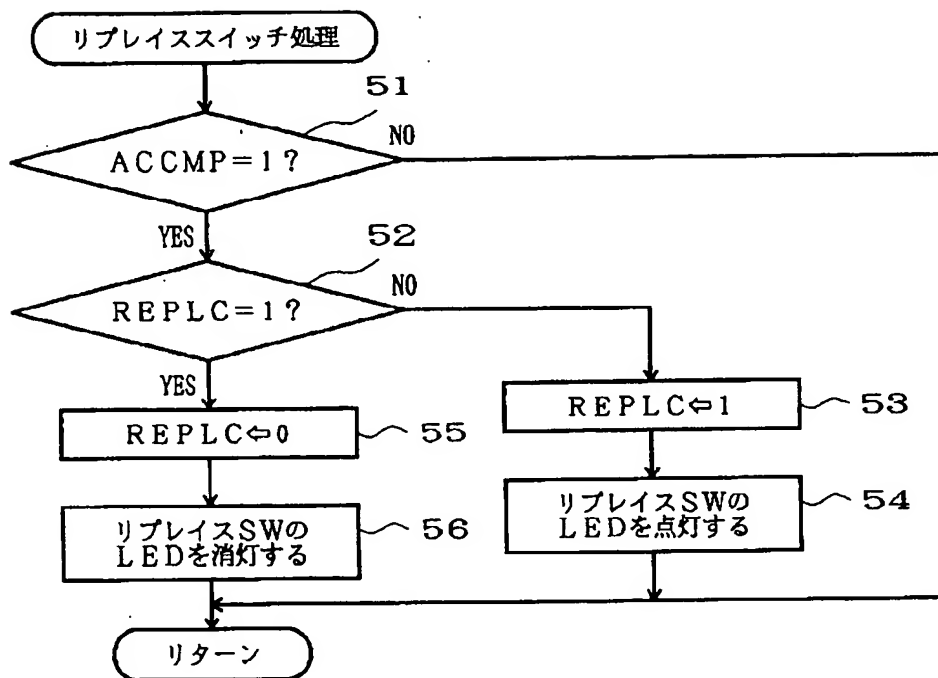 リプレイススイッチ処理
51
ACCMP=1?
NO
YES
52
REPLC=1?
NO
YES
REPLC⇦1
53
REPLC⇦0
55
リプレイスSWの
LEDを点灯する
54
リプレイスSWの
LEDを消灯する
56
リターン